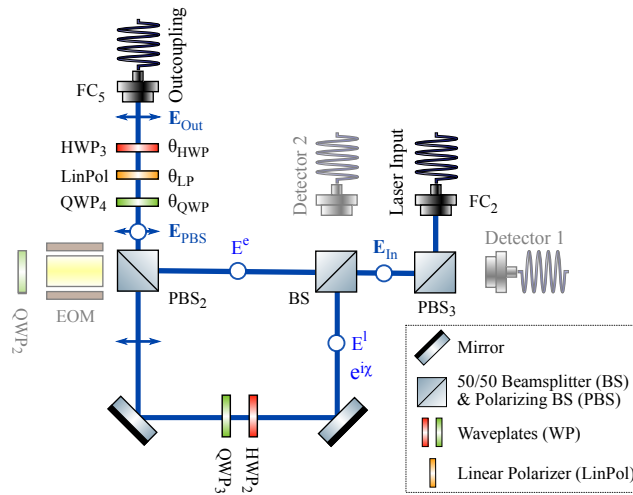 Outcoupling
FC5
EOut
HWP3
θHWP
LinPol
θLP
QWP4
θQWP
EPBS
Detector 2
Laser Input
FC2
Detector 1
Ee
EIn
QWP2
EOM
PBS2
BS
PBS3
El
eiχ
QWP3
HWP2
Mirror
50/50 Beamsplitter (BS)
& Polarizing BS (PBS)
Waveplates (WP)
Linear Polarizer (LinPol)